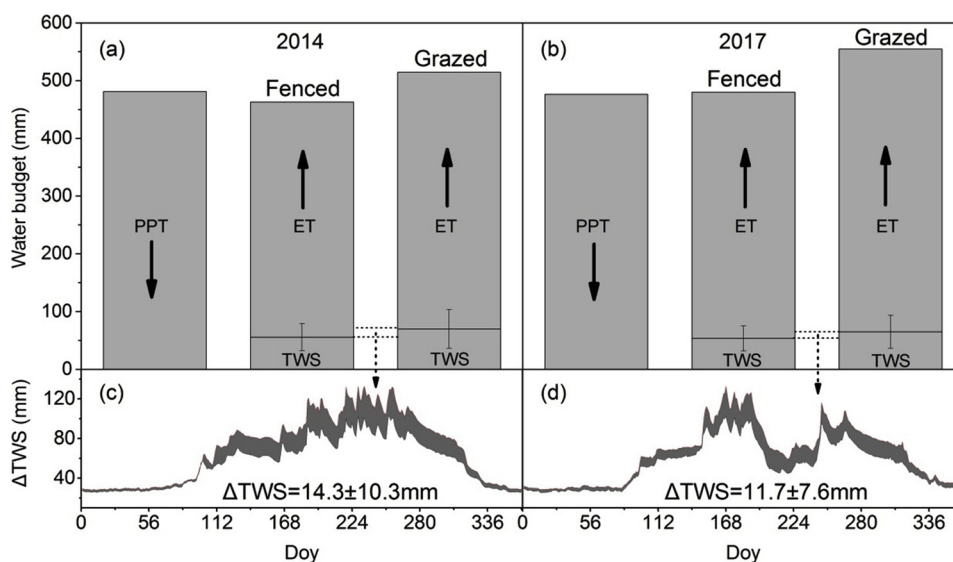 600
500
400
300
200
100
0
Water budget (mm)
(a)
2014
PPT
Fenced
ET
TWS
Grazed
ET
TWS
(b)
2017
PPT
Fenced
ET
TWS
Grazed
ET
TWS
120
80
40
ΔTWS (mm)
(c)
ΔTWS=14.3±10.3mm
(d)
ΔTWS=11.7±7.6mm
0 56 112 168 224 280 336
0 56 112 168 224 280 336
Doy
Doy